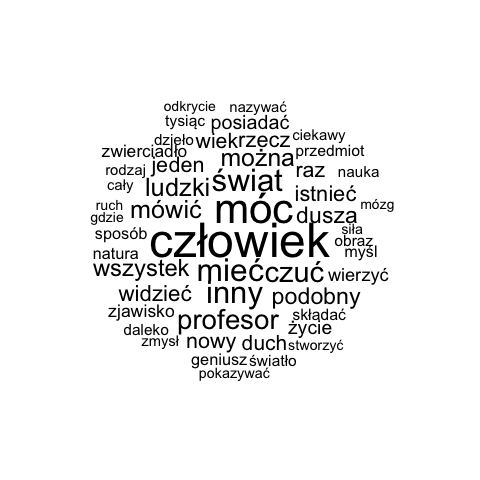 odkrycie nazywać
tysiąc posiadać
dzieło wiek rzecz ciekawy
zwierciadło można przedmiot
rodzaj jeden raz nauka
cały ludzki świat istnieć
ruch mówić móc dusza mózg
gdzie
sposób człowiek siła
obraz
natura myśl
wszystek mieć czuć wierzyć
widzieć inny podobny
zjawisko profesor składać
daleko życie
zmysł nowy duch stworzyć
geniusz światło
pokazywać